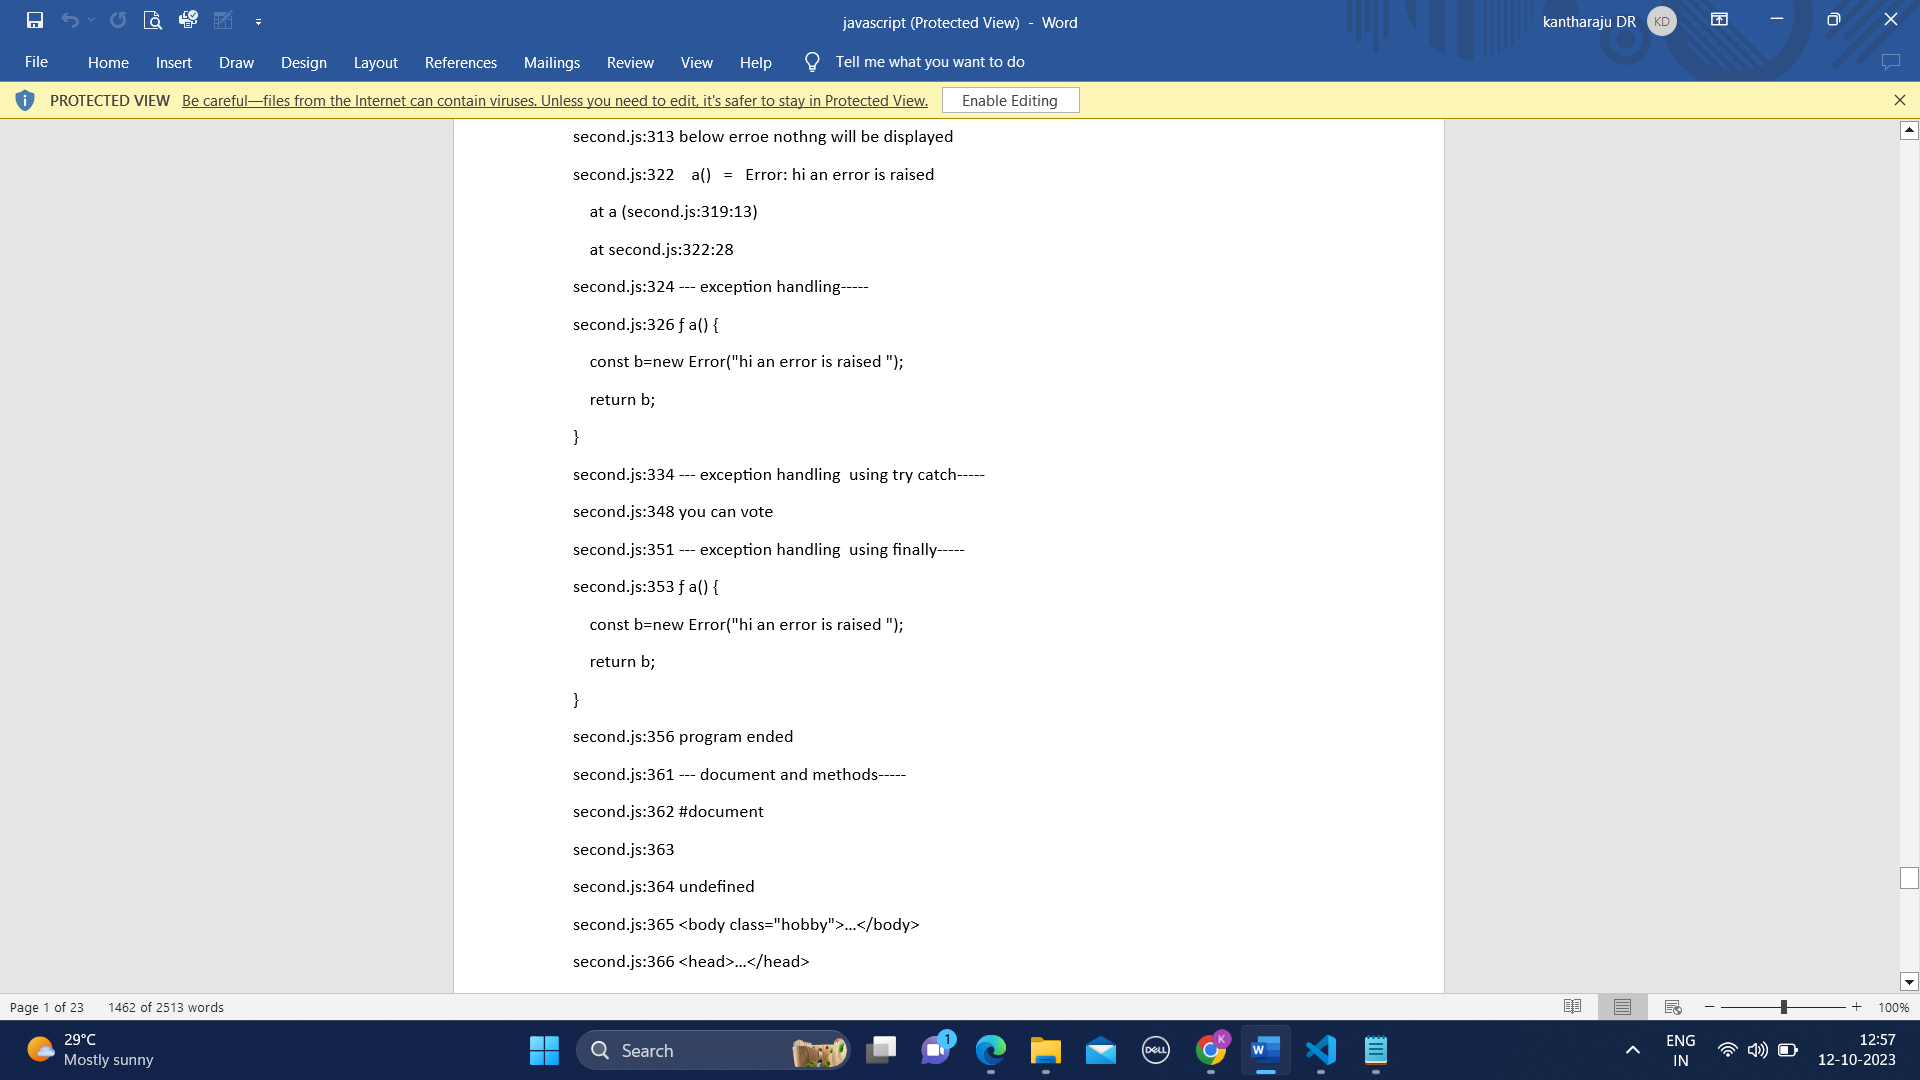 javascript (Protected View) - Word
kantharaju DR KD
File Home Insert Draw Design Layout References Mailings Review View Help Tell me what you want to do
PROTECTED VIEW Be careful—files from the Internet can contain viruses. Unless you need to edit, it's safer to stay in Protected View. Enable Editing
second.js:313 below erroe nothng will be displayed
second.js:322    a()   =   Error: hi an error is raised
at a (second.js:319:13)
at second.js:322:28
second.js:324 --- exception handling-----
second.js:326 ƒ a() {
const b=new Error("hi an error is raised ");
return b;
}
second.js:334 --- exception handling  using try catch-----
second.js:348 you can vote
second.js:351 --- exception handling  using finally-----
second.js:353 ƒ a() {
const b=new Error("hi an error is raised ");
return b;
}
second.js:356 program ended
second.js:361 --- document and methods-----
second.js:362 #document
second.js:363
second.js:364 undefined
second.js:365 <body class="hobby">…</body>
second.js:366 <head>…</head>
Page 1 of 23 1462 of 2513 words 100%
29°C
Mostly sunny
Search
1
DELL
K
W
ENG
IN
12:57
12-10-2023